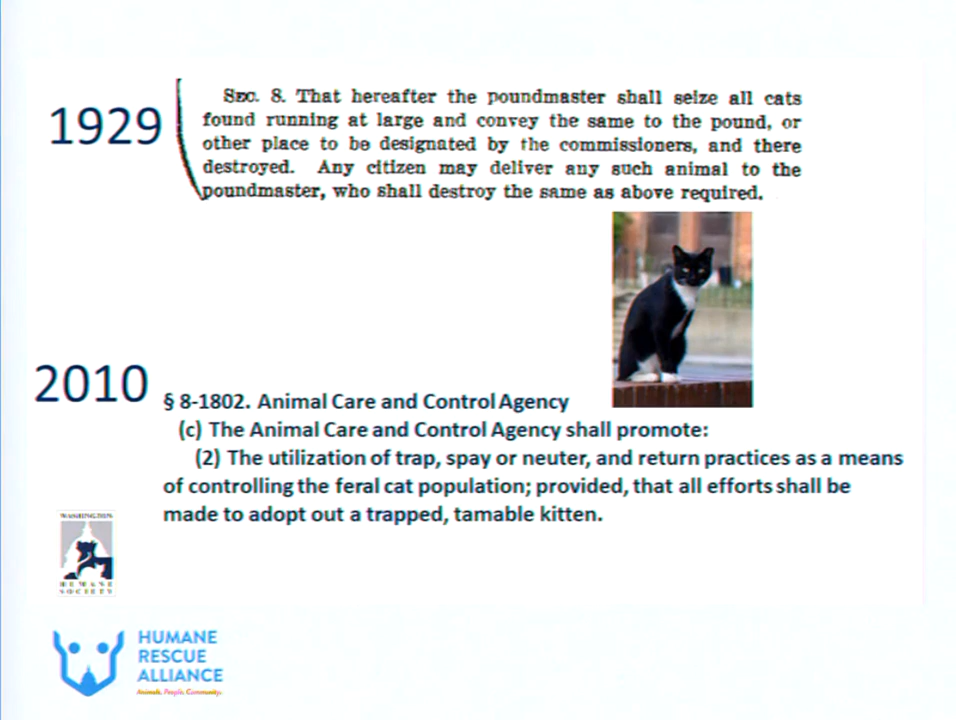 1929
SEC. 8. That hereafter the poundmaster shall seize all cats
found running at large and convey the same to the pound, or
other place to be designated by the commissioners, and there
destroyed. Any citizen may deliver any such animal to the
poundmaster, who shall destroy the same as above required.
2010
§ 8-1802. Animal Care and Control Agency
(c) The Animal Care and Control Agency shall promote:
(2) The utilization of trap, spay or neuter, and return practices as a means
of controlling the feral cat population; provided, that all efforts shall be
made to adopt out a trapped, tamable kitten.
WASHINGTON
HUMANE
SOCIETY
HUMANE
RESCUE
ALLIANCE
Animals. People. Community.